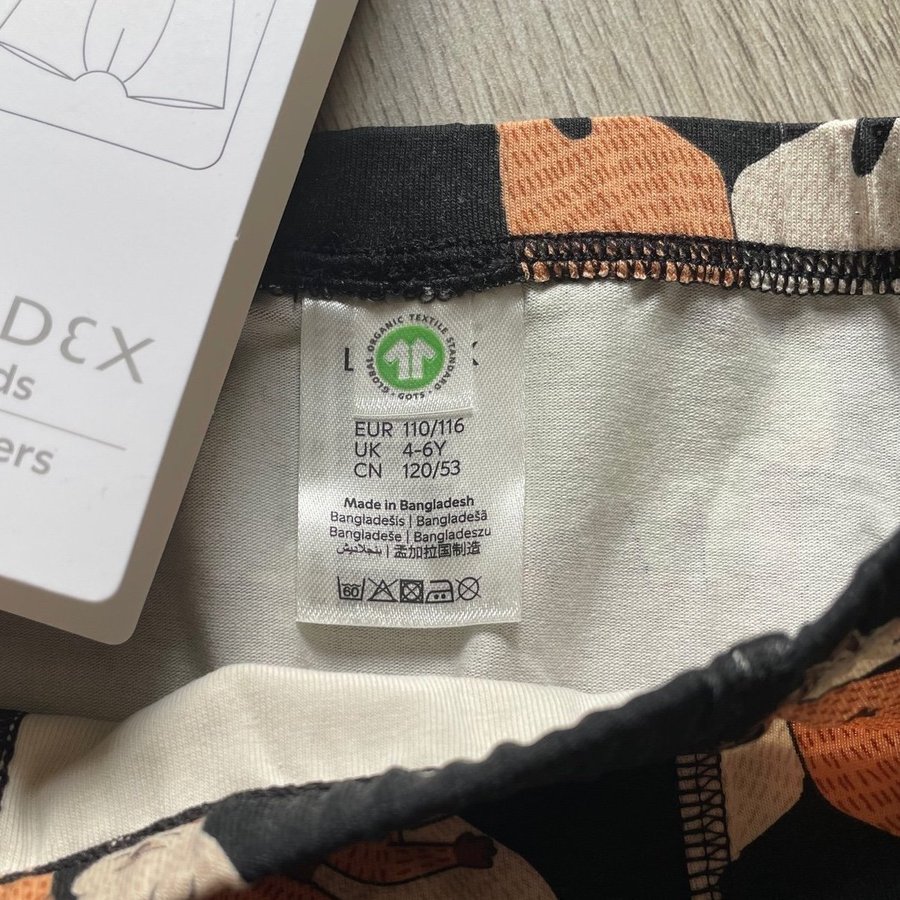 DEX
ds
ers
GLOBAL ORGANIC TEXTILE STANDARD · GOTS ·
L X
EUR 110/116
UK 4-6Y
CN 120/53
Made in Bangladesh
Bangladešis | Bangladešā
Bangladeše | Bangladeszu
بنجلاديش | 孟加拉国制造
60